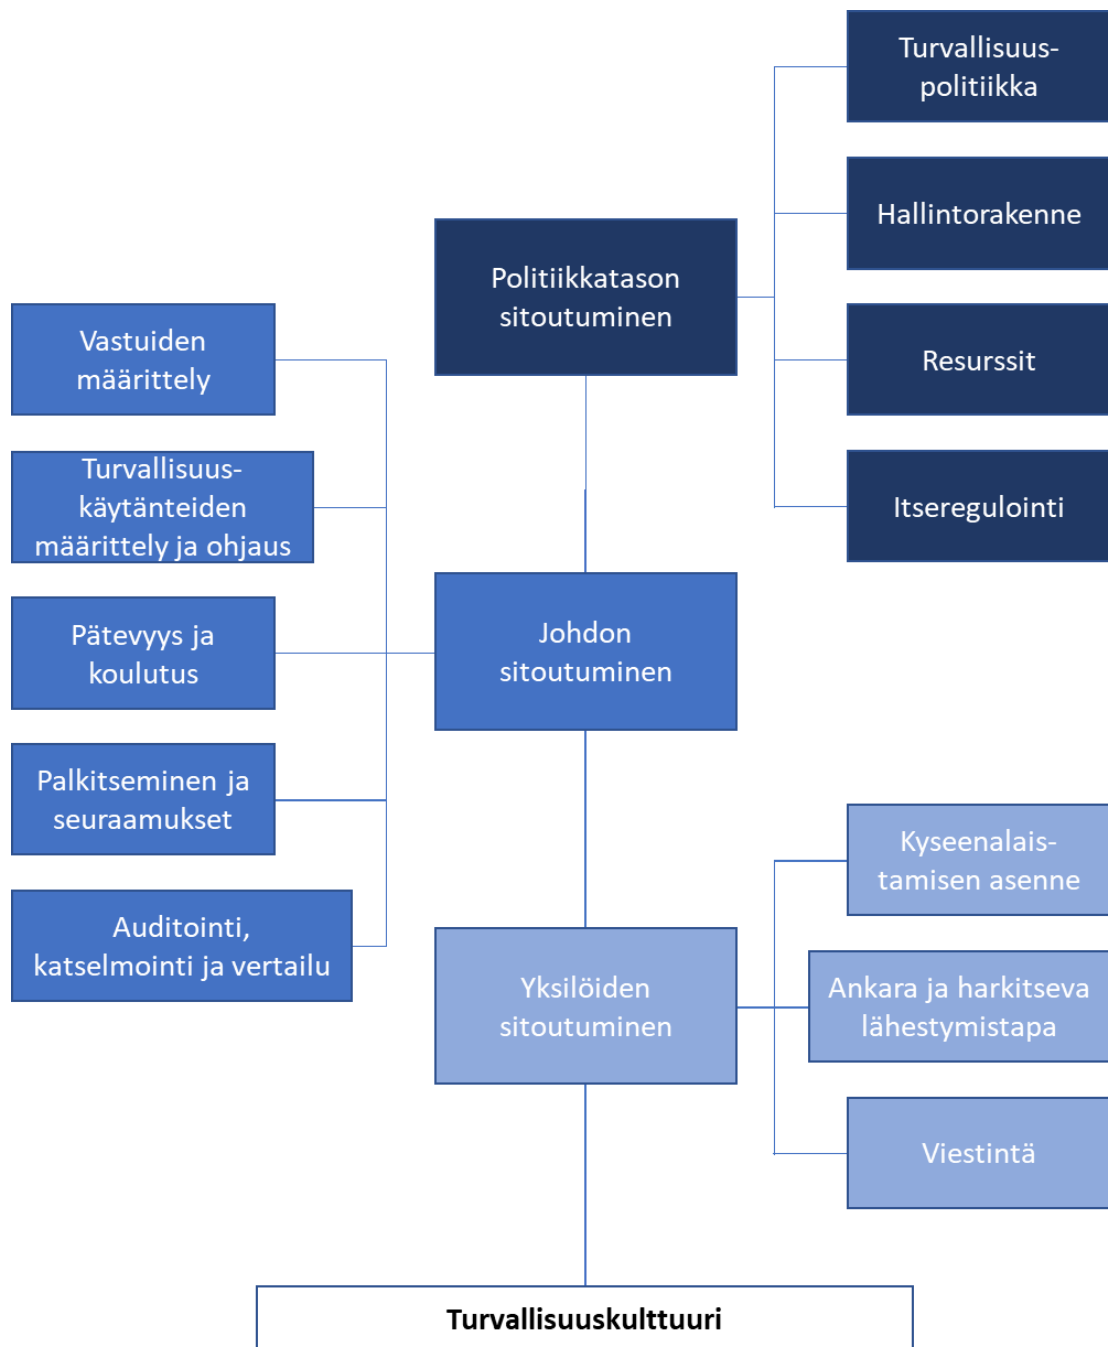 Turvallisuus-
politiikka
Hallintorakenne
Resurssit
Itseregulointi
Politiikkatason
sitoutuminen
Vastuiden
määrittely
Turvallisuus-
käytänteiden
määrittely ja ohjaus
Pätevyys ja
koulutus
Palkitseminen ja
seuraamukset
Auditointi,
katselmointi ja vertailu
Johdon
sitoutuminen
Kyseenalais-
tamisen asenne
Ankara ja harkitseva
lähestymistapa
Viestintä
Yksilöiden
sitoutuminen
Turvallisuuskulttuuri